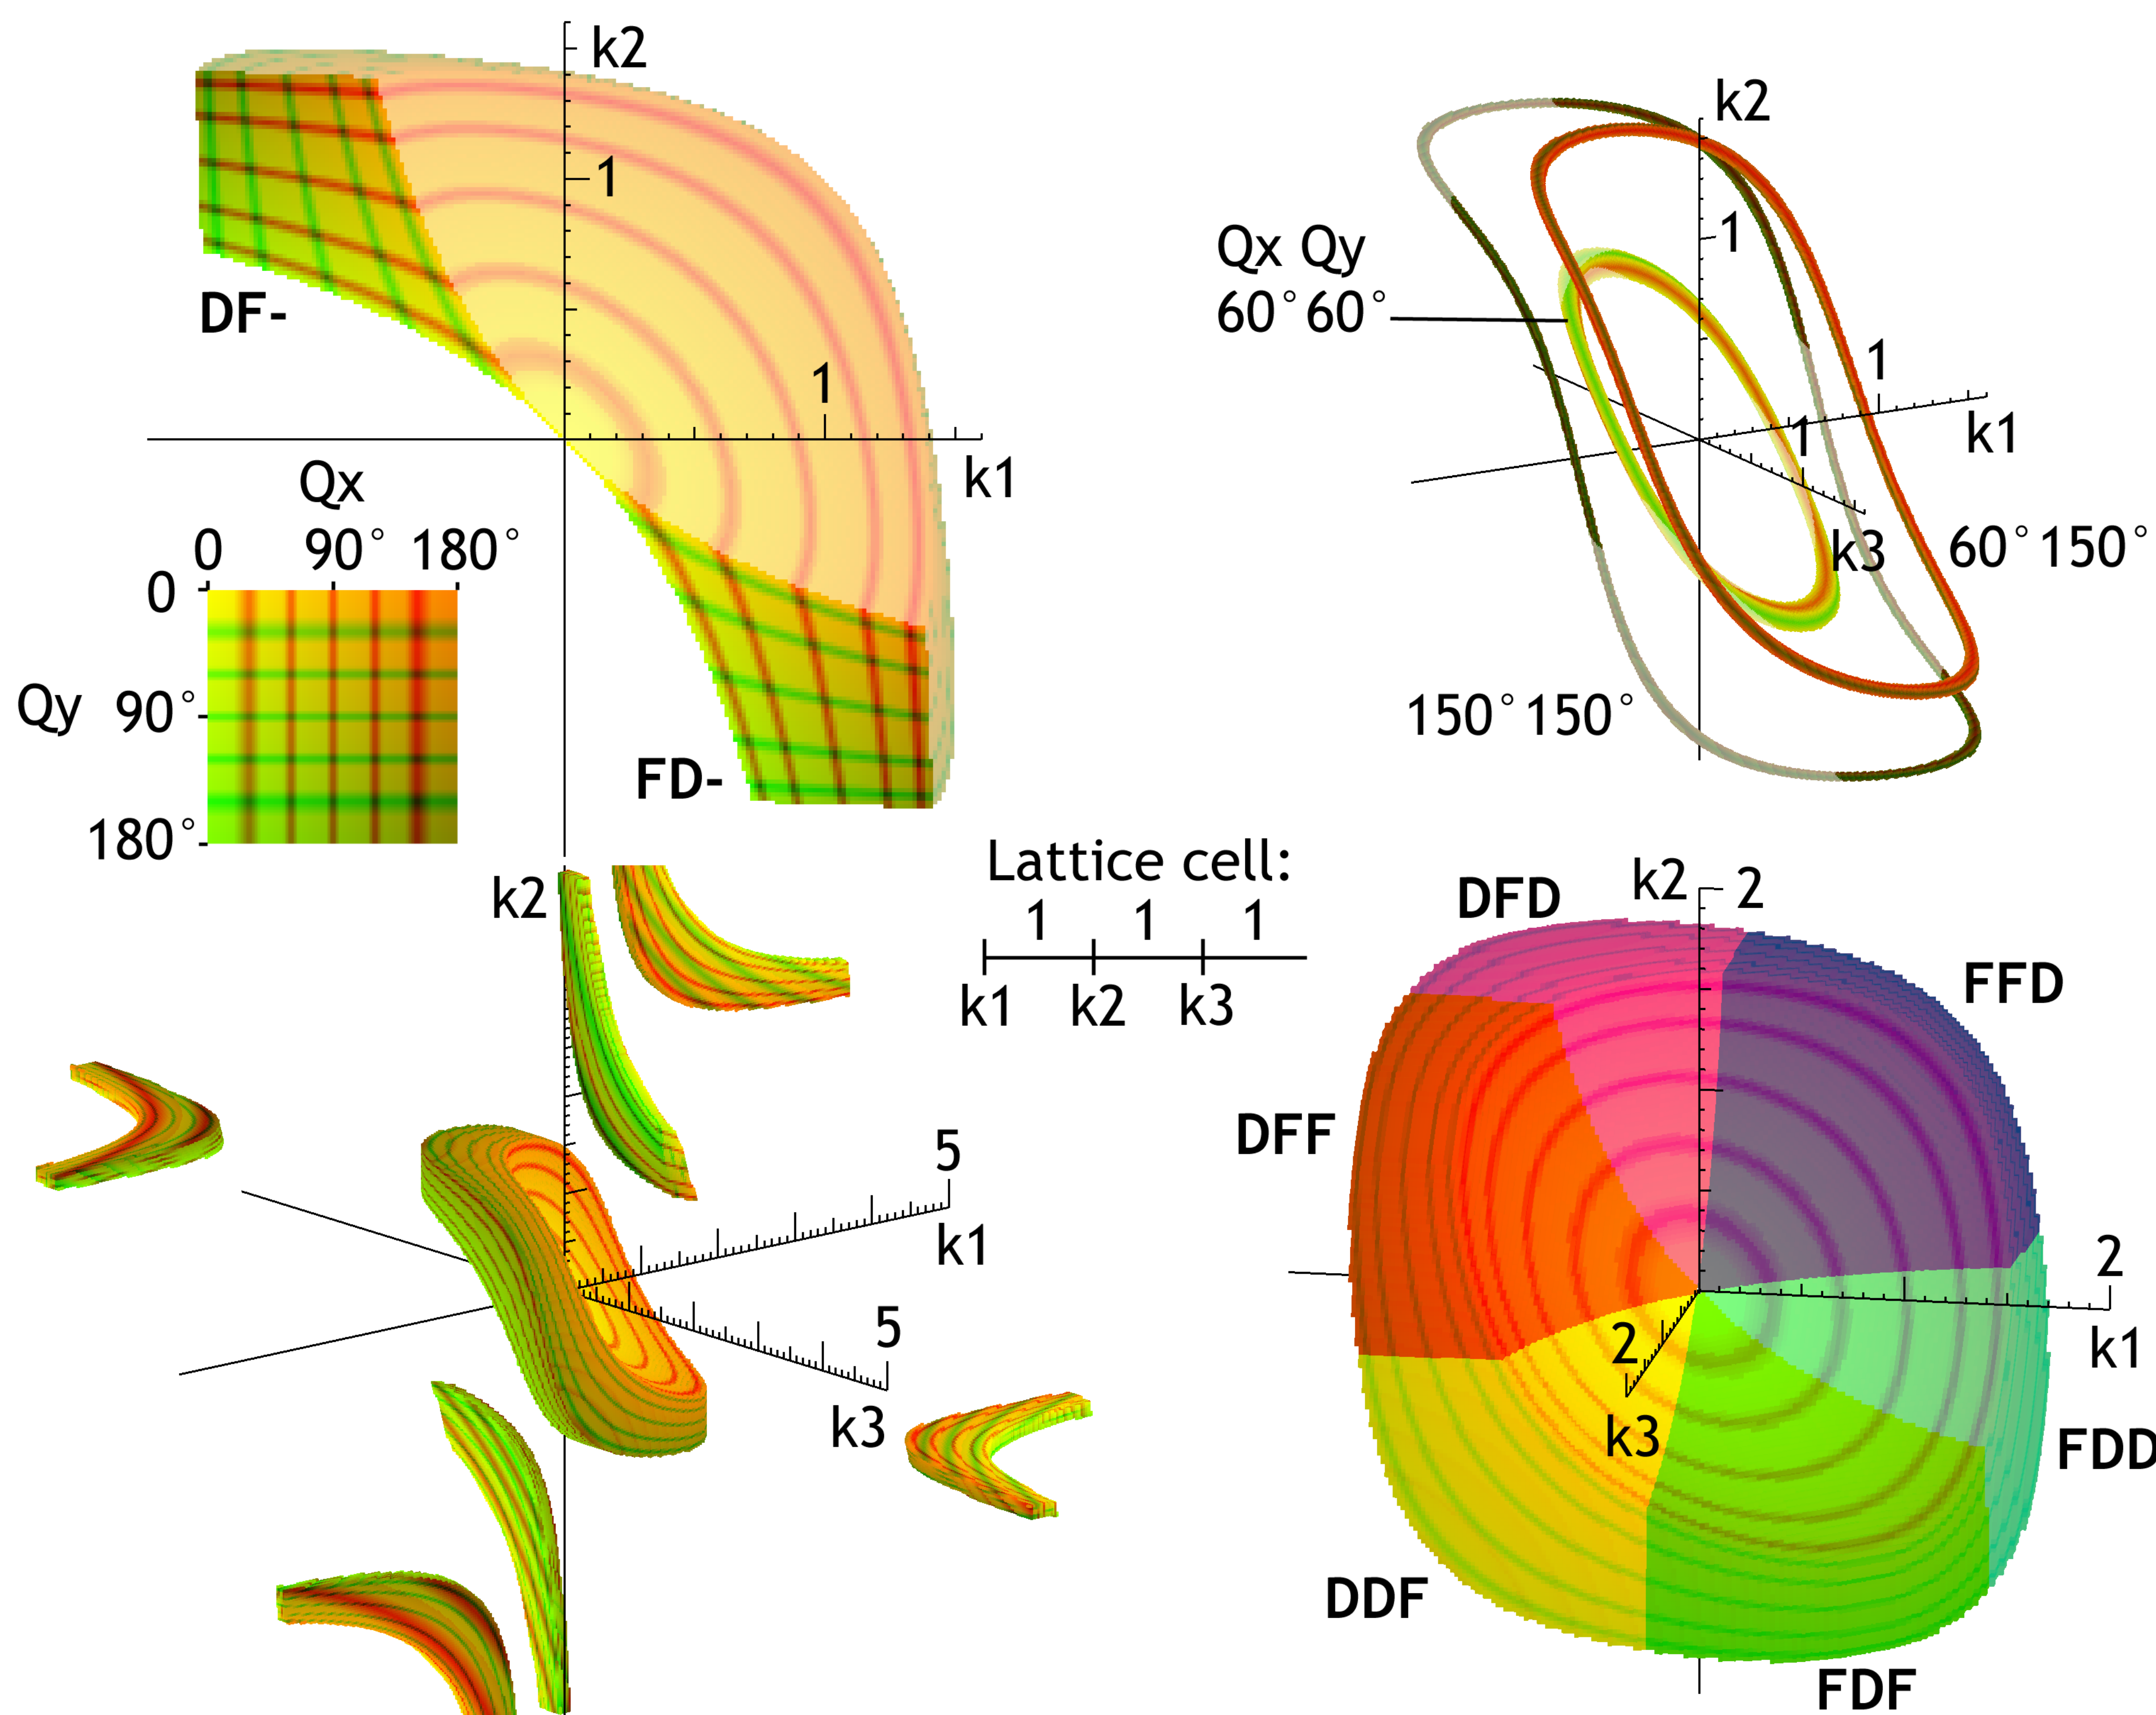 k2
1
1
k1
DF-
FD-
Qx
0 90° 180°
0
Qy 90°
180°
k2
1
1
k1
1
k3
Qx Qy
60°60°
60°150°
150°150°
Lattice cell:
1 1 1
k1 k2 k3
k2
5
k1
5
k3
k2 2
DFD
FFD
DFF
2
k1
2
k3
FDD
DDF
FDF